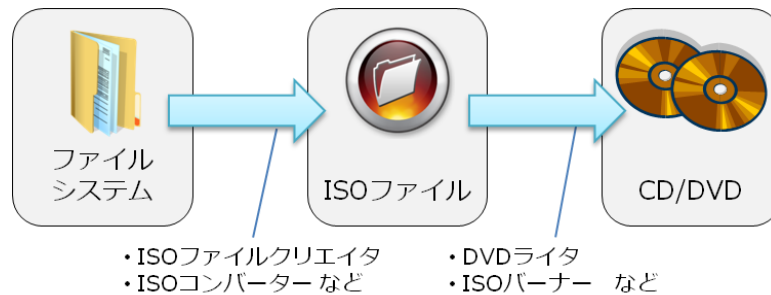 ファイル
システム
ISOファイル
CD/DVD
・ISOファイルクリエイタ
・ISOコンバーター など
・DVDライタ
・ISOバーナー　など